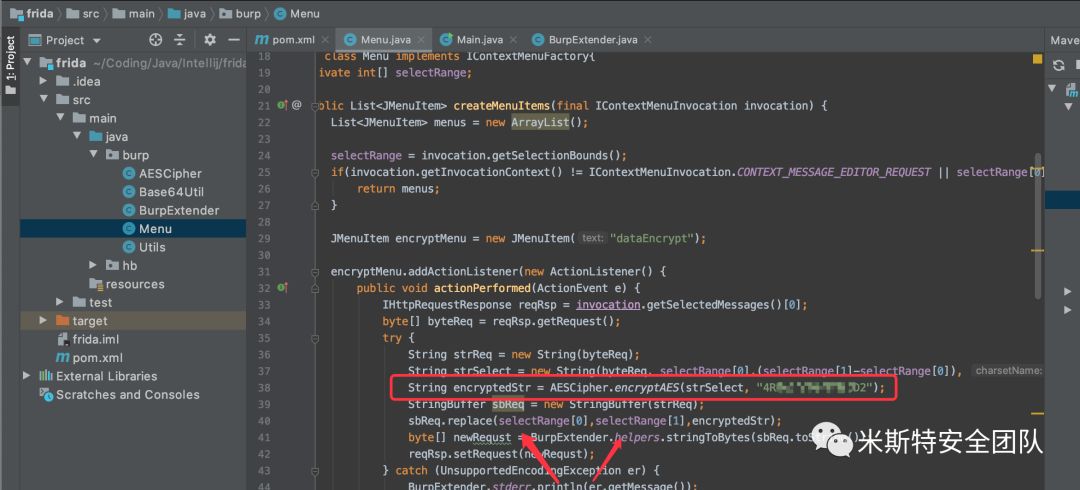 frida src main java burp Menu
Project
1: Project
pom.xml
Menu.java
Main.java
BurpExtender.java
Mave
frida ~/Coding/Java/Intellij/frida
.idea
src
main
java
burp
AESCipher
Base64Util
BurpExtender
Menu
Utils
hb
resources
test
target
frida.iml
pom.xml
External Libraries
Scratches and Consoles
18 class Menu implements IContextMenuFactory{
19 ivate int[] selectRange;
20
21 @ blic List<JMenuItem> createMenuItems(final IContextMenuInvocation invocation) {
22 List<JMenuItem> menus = new ArrayList();
23
24 selectRange = invocation.getSelectionBounds();
25 if(invocation.getInvocationContext() != IContextMenuInvocation.CONTEXT_MESSAGE_EDITOR_REQUEST || selectRange[0]
26 return menus;
27 }
28
29 JMenuItem encryptMenu = new JMenuItem( text: "dataEncrypt");
30
31 encryptMenu.addActionListener(new ActionListener() {
32 public void actionPerformed(ActionEvent e) {
33 IHttpRequestResponse reqRsp = invocation.getSelectedMessages()[0];
34 byte[] byteReq = reqRsp.getRequest();
35 try {
36 String strReq = new String(byteReq);
37 String strSelect = new String(byteReq, selectRange[0],(selectRange[1]-selectRange[0]), charsetName:
38 String encryptedStr = AESCipher.encryptAES(strSelect, "4R D2");
39 StringBuffer sbReq = new StringBuffer(strReq);
40 sbReq.replace(selectRange[0],selectRange[1],encryptedStr);
41 byte[] newRequst = BurpExtender.helpers.stringToBytes(sbReq.toSt
42 reqRsp.setRequest(newRequst);
43 } catch (UnsupportedEncodingException er) {
44 BurpExtender.stderr.println(er.getMessage());
米斯特安全团队